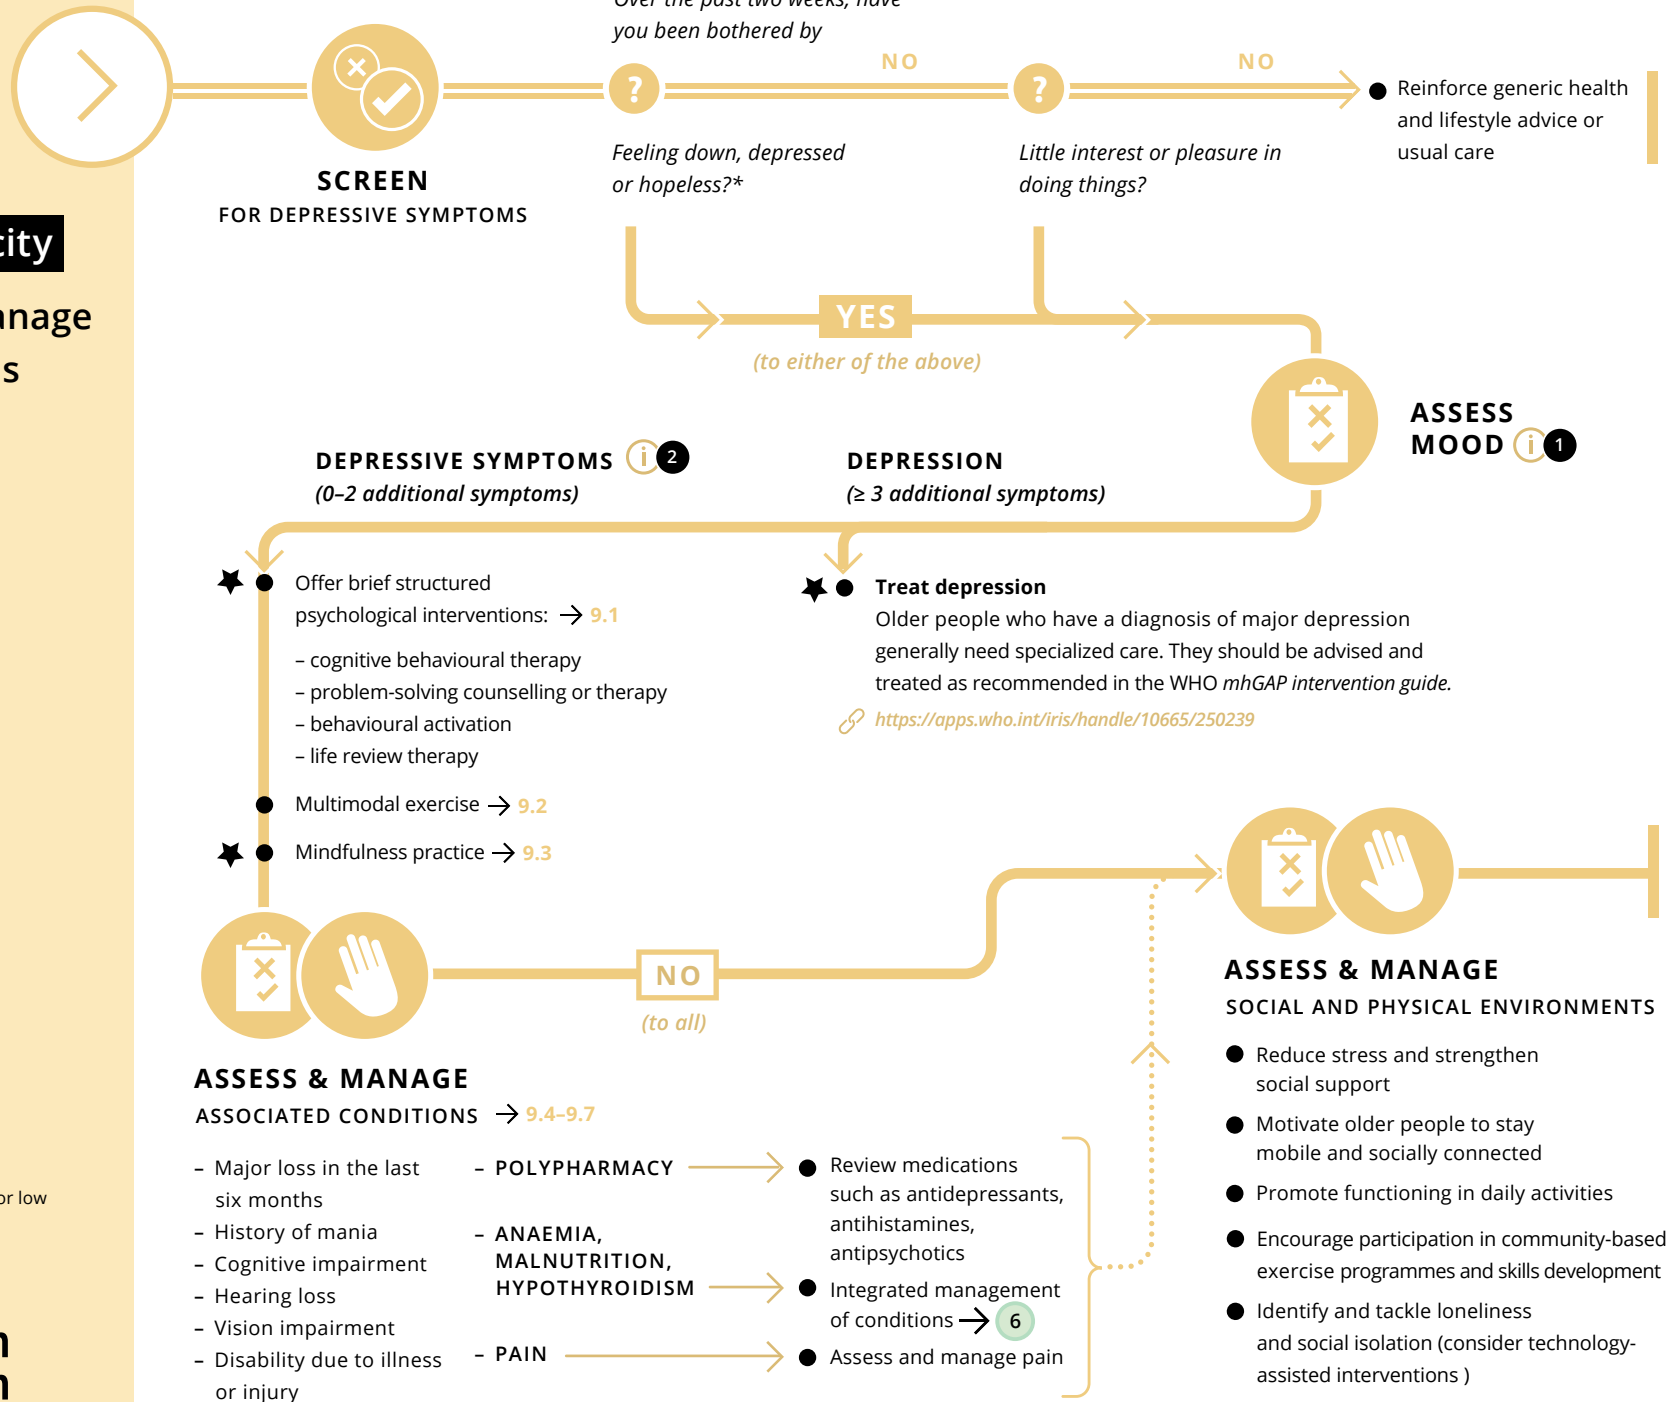 Over the past two weeks, have
you been bothered by
NO
NO
?
?
Reinforce generic health
and lifestyle advice or
usual care
Feeling down, depressed
or hopeless?*
Little interest or pleasure in
doing things?
SCREEN
FOR DEPRESSIVE SYMPTOMS
city
anage
s
YES
(to either of the above)
ASSESS
MOOD i 1
DEPRESSIVE SYMPTOMS i 2
(0–2 additional symptoms)
DEPRESSION
(≥ 3 additional symptoms)
Offer brief structured
psychological interventions: → 9.1
– cognitive behavioural therapy
– problem-solving counselling or therapy
– behavioural activation
– life review therapy
Multimodal exercise → 9.2
Mindfulness practice → 9.3
Treat depression
Older people who have a diagnosis of major depression
generally need specialized care. They should be advised and
treated as recommended in the WHO mhGAP intervention guide.
https://apps.who.int/iris/handle/10665/250239
NO
(to all)
ASSESS & MANAGE
ASSOCIATED CONDITIONS → 9.4–9.7
– Major loss in the last
six months
– History of mania
– Cognitive impairment
– Hearing loss
– Vision impairment
– Disability due to illness
or injury
– POLYPHARMACY
– ANAEMIA,
MALNUTRITION,
HYPOTHYROIDISM
– PAIN
Review medications
such as antidepressants,
antihistamines,
antipsychotics
Integrated management
of conditions → 6
Assess and manage pain
ASSESS & MANAGE
SOCIAL AND PHYSICAL ENVIRONMENTS
Reduce stress and strengthen
social support
Motivate older people to stay
mobile and socially connected
Promote functioning in daily activities
Encourage participation in community-based
exercise programmes and skills development
Identify and tackle loneliness
and social isolation (consider technology-
assisted interventions )
or low
n
n